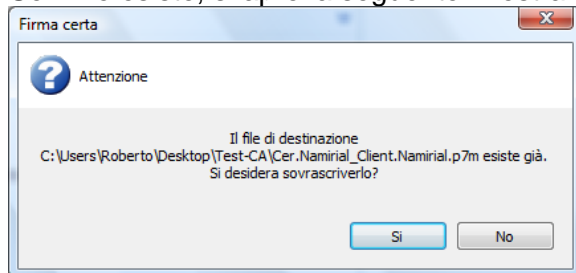 Firma certa
Attenzione
Il file di destinazione
C:\Users\Roberto\Desktop\Test-CA\Cer.Namirial_Client.Namirial.p7m esiste già.
Si desidera sovrascriverlo?
Si No